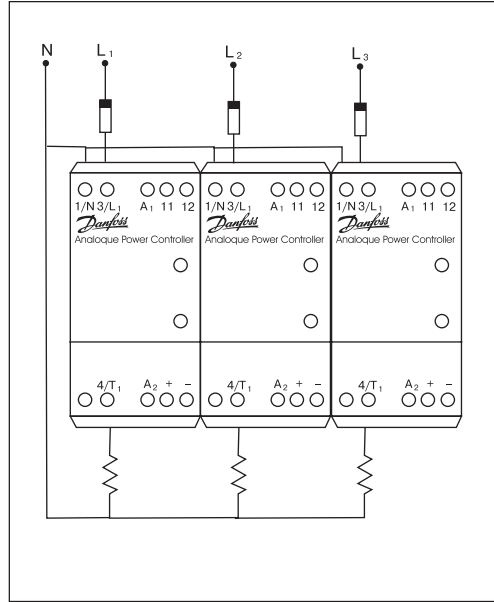 N L1 L2 L3
1/N 3/L1 A1 11 12 1/N 3/L1 A1 11 12 1/N 3/L1 A1 11 12
Danfoss Danfoss Danfoss
Analoque Power Controller Analoque Power Controller Analoque Power Controller
4/T1 A2 + − 4/T1 A2 + − 4/T1 A2 + −